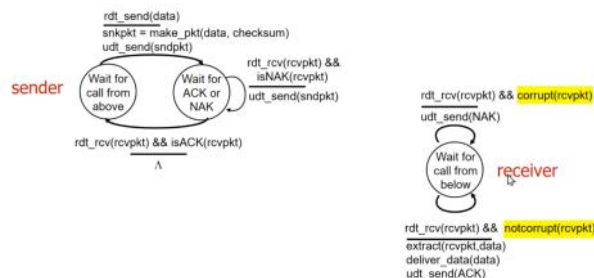 rdt_send(data)
snkpkt = make_pkt(data, checksum)
udt_send(sndpkt)
sender
Wait for
call from
above
Wait for
ACK or
NAK
rdt_rcv(rcvpkt) &&
isNAK(rcvpkt)
udt_send(sndpkt)
rdt_rcv(rcvpkt) && isACK(rcvpkt)
Λ
rdt_rcv(rcvpkt) && corrupt(rcvpkt)
udt_send(NAK)
Wait for
call from
below
receiver
rdt_rcv(rcvpkt) && notcorrupt(rcvpkt)
extract(rcvpkt,data)
deliver_data(data)
udt_send(ACK)